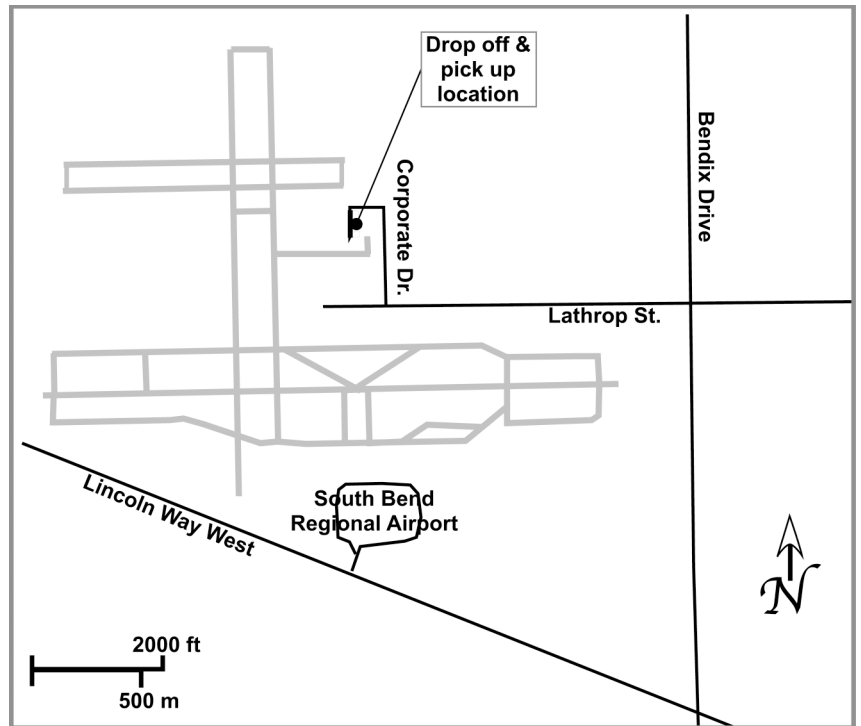 Drop off &
pick up
location
Corporate Dr.
Bendix Drive
Lathrop St.
Lincoln Way West
South Bend
Regional Airport
N
2000 ft
500 m